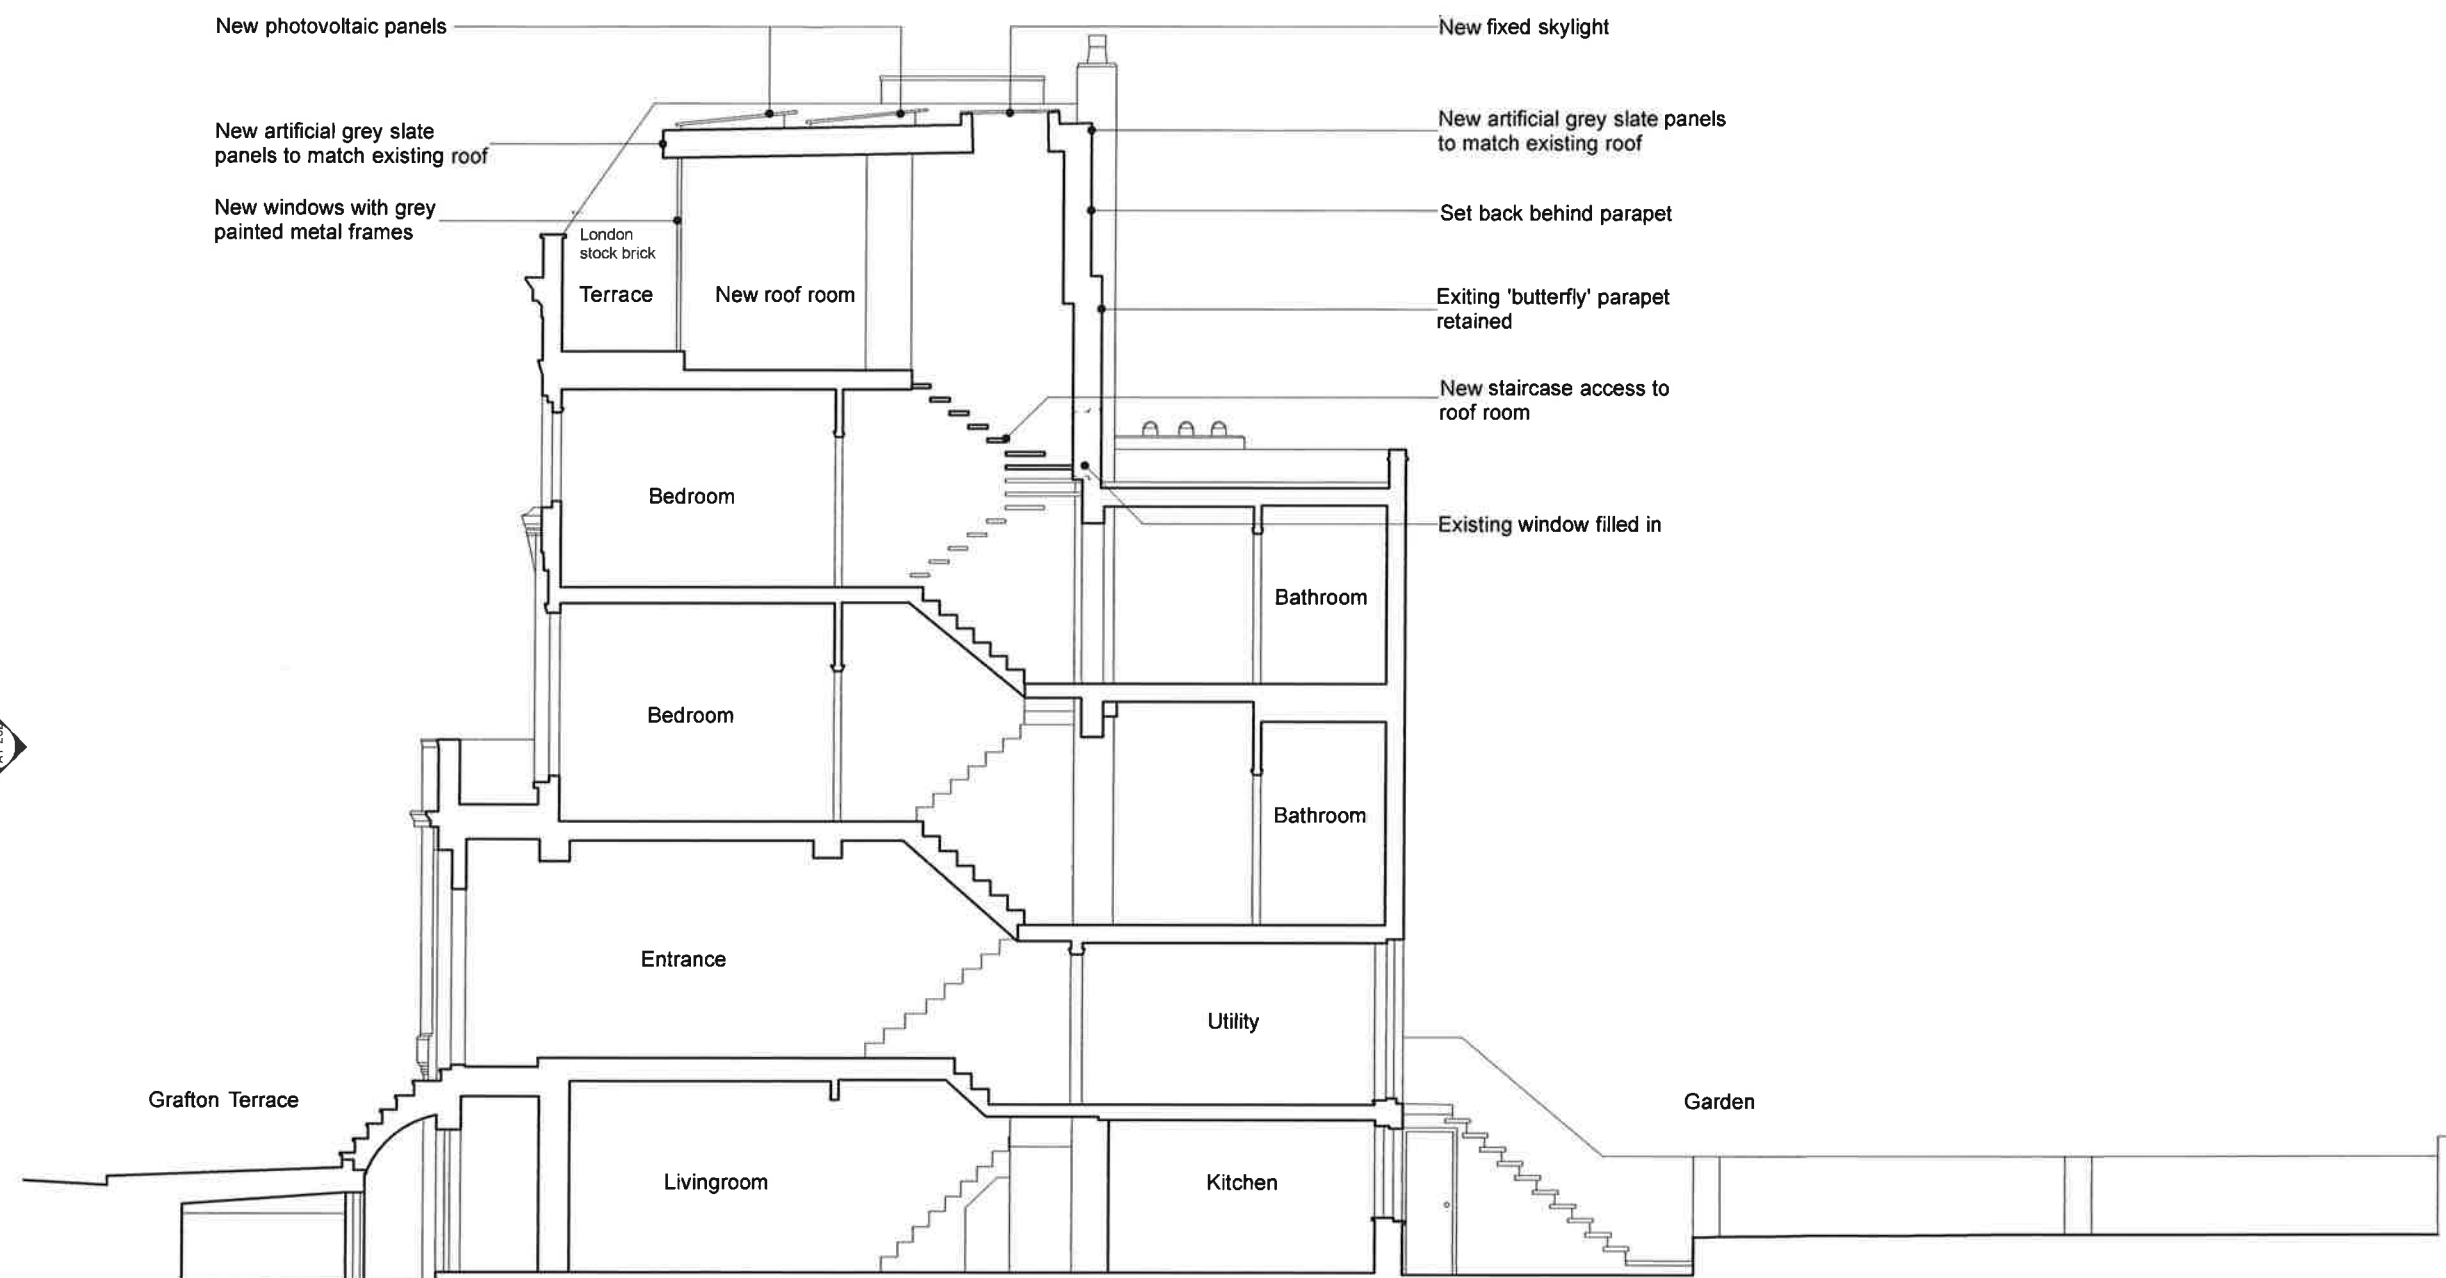 New photovoltaic panels
New fixed skylight
New artificial grey slate
panels to match existing roof
New artificial grey slate panels
to match existing roof
New windows with grey
painted metal frames
Set back behind parapet
London
stock brick
Terrace
New roof room
Exiting 'butterfly' parapet
retained
New staircase access to
roof room
Bedroom
Existing window filled in
Bathroom
Bedroom
Bathroom
Entrance
Utility
Grafton Terrace
Garden
Livingroom
Kitchen